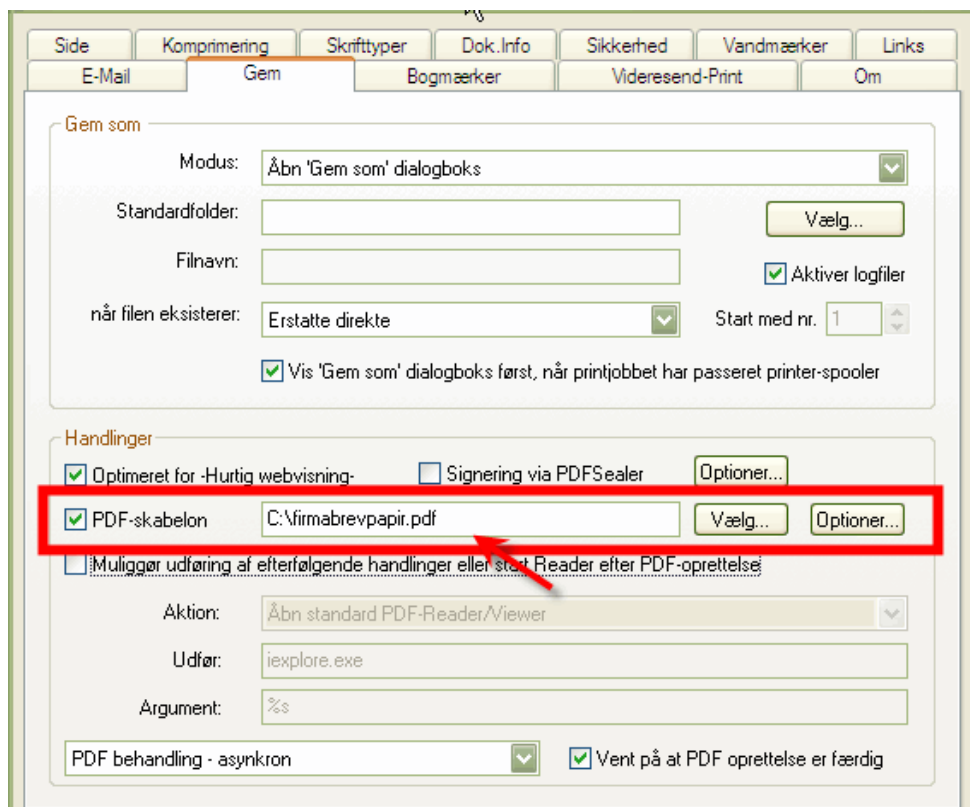 Side Komprimering Skrifttyper Dok.Info Sikkerhed Vandmærker Links
E-Mail Gem Bogmærker Videresend-Print Om
Gem som
Modus: Åbn 'Gem som' dialogboks
Standardfolder: Vælg...
Filnavn: Aktiver logfiler
når filen eksisterer: Erstatte direkte Start med nr. 1
Vis 'Gem som' dialogboks først, når printjobbet har passeret printer-spooler
Handlinger
Optimeret for -Hurtig webvisning- Signering via PDFSealer Optioner...
PDF-skabelon C:\firmabrevpapir.pdf Vælg... Optioner...
Muliggør udføring af efterfølgende handlinger eller start Reader efter PDF-oprettelse
Aktion: Åbn standard PDF-Reader/Viewer
Udfør: iexplore.exe
Argument: %s
PDF behandling - asynkron Vent på at PDF oprettelse er færdig